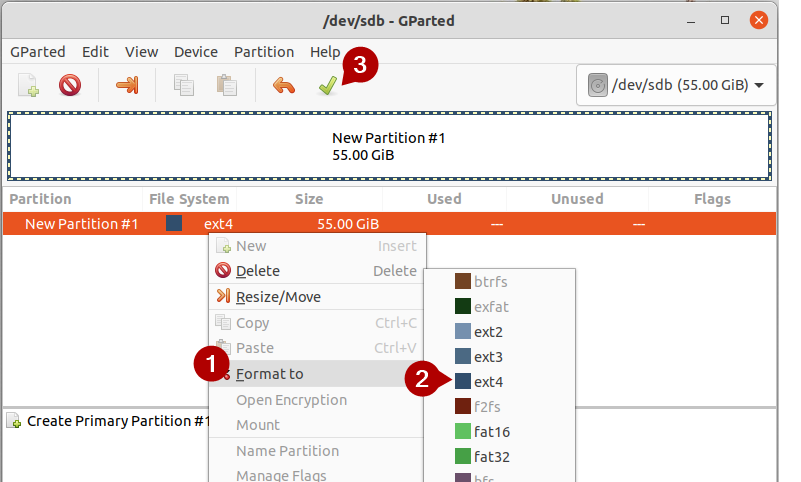 /dev/sdb - GParted
GParted Edit View Device Partition Help
3
/dev/sdb (55.00 GiB)
New Partition #1
55.00 GiB
Partition File System Size Used Unused Flags
New Partition #1 ext4 55.00 GiB --- ---
New Insert
Delete Delete
Resize/Move
Copy Ctrl+C
Paste Ctrl+V
1
Format to
Open Encryption
Mount
Name Partition
Manage Flags
btrfs
exfat
ext2
ext3
2
ext4
f2fs
fat16
fat32
hfs
Create Primary Partition #1